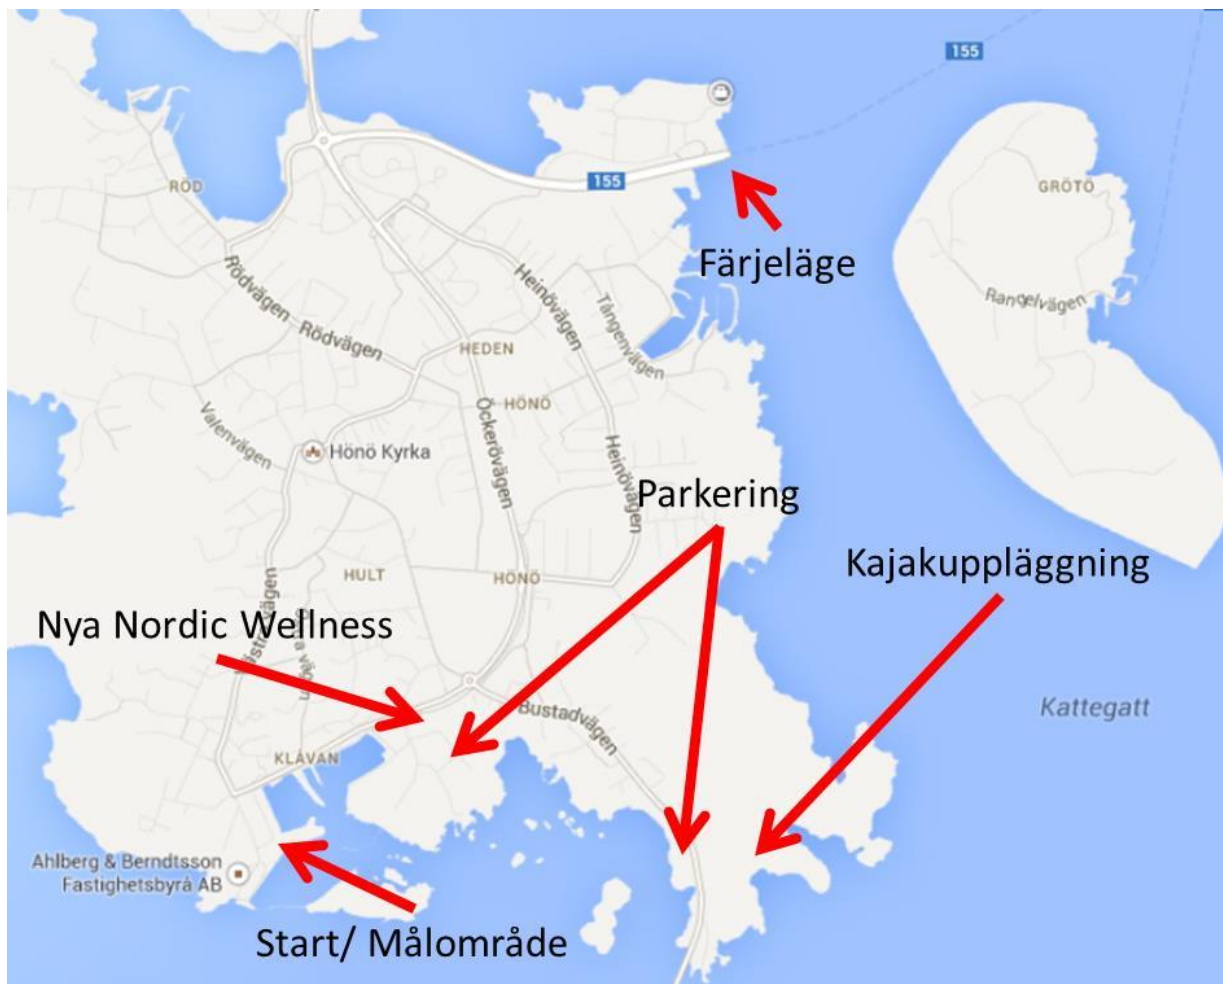 155
RÖD
155
GRÖTÖ
Färjeläge
Rödvägen
Rödvägen
Heinövägen
Tångenvägen
Rangelvägen
HEDEN
HÖNÖ
Valenvägen
Hönö Kyrka
Öckerövägen
Heinövägen
Parkering
Kajakuppläggning
HULT
HÖNÖ
Nya Nordic Wellness
Bustadvägen
Kattegatt
KLÅVAN
Ahlberg & Berndtsson
Fastighetsbyrå AB
Start/ Målområde